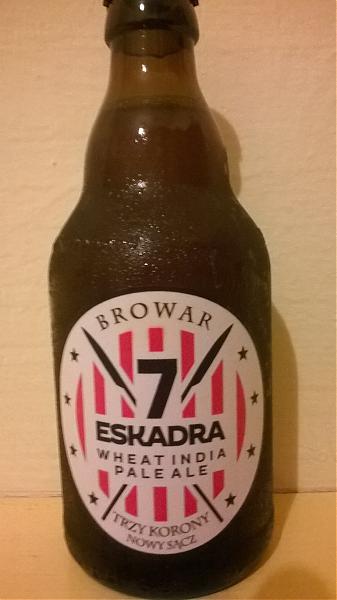 BROWAR
7
ESKADRA
WHEAT INDIA
PALE ALE
TRZY KORONY
NOWY SĄCZ